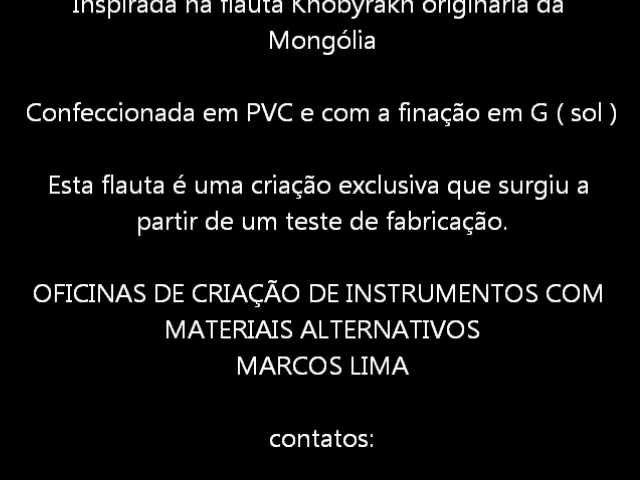 Inspirada na flauta Khobyrakh originária da
Mongólia
Confeccionada em PVC e com a finação em G ( sol )
Esta flauta é uma criação exclusiva que surgiu a
partir de um teste de fabricação.
OFICINAS DE CRIAÇÃO DE INSTRUMENTOS COM
MATERIAIS ALTERNATIVOS
MARCOS LIMA
contatos: